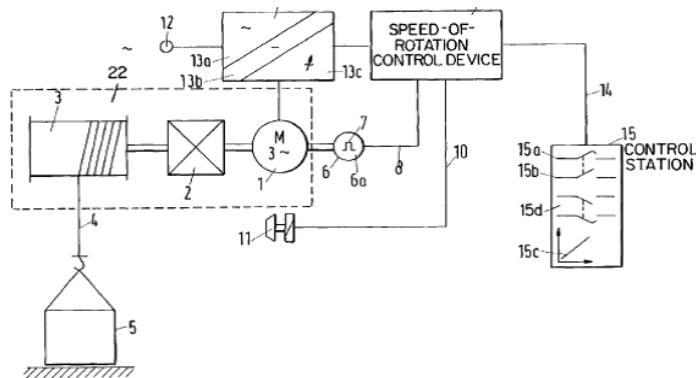 12
~
~
13a
13b
13c
SPEED-OF-
ROTATION
CONTROL DEVICE
22
3
M
3~
1
2
7
6
6a
8
10
14
15
CONTROL
STATION
15a
15b
15d
15c
11
4
5